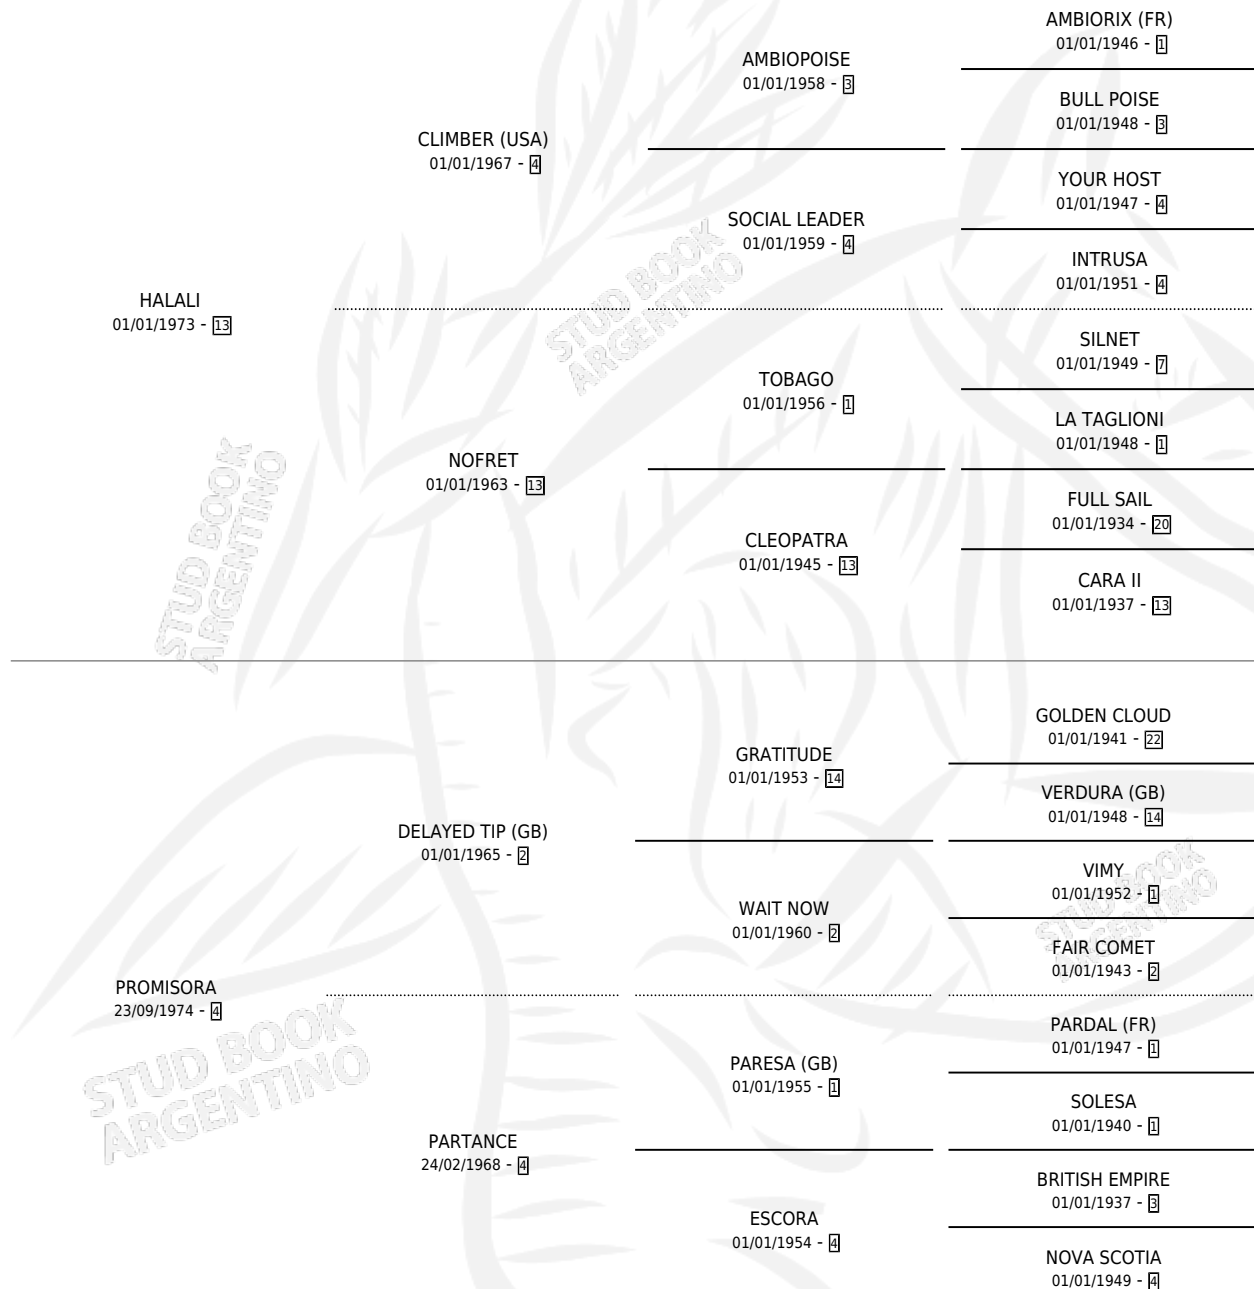 AMBIORIX (FR)
01/01/1946 - 1
AMBIOPOISE
01/01/1958 - 3
BULL POISE
01/01/1948 - 3
CLIMBER (USA)
01/01/1967 - 4
YOUR HOST
01/01/1947 - 4
SOCIAL LEADER
01/01/1959 - 4
INTRUSA
01/01/1951 - 4
HALALI
01/01/1973 - 13
SILNET
01/01/1949 - 7
TOBAGO
01/01/1956 - 1
LA TAGLIONI
01/01/1948 - 1
NOFRET
01/01/1963 - 13
FULL SAIL
01/01/1934 - 20
CLEOPATRA
01/01/1945 - 13
CARA II
01/01/1937 - 13
GOLDEN CLOUD
01/01/1941 - 22
GRATITUDE
01/01/1953 - 14
VERDURA (GB)
01/01/1948 - 14
DELAYED TIP (GB)
01/01/1965 - 2
VIMY
01/01/1952 - 1
WAIT NOW
01/01/1960 - 2
FAIR COMET
01/01/1943 - 2
PROMISORA
23/09/1974 - 4
PARDAL (FR)
01/01/1947 - 1
PARESA (GB)
01/01/1955 - 1
SOLESA
01/01/1940 - 1
PARTANCE
24/02/1968 - 4
BRITISH EMPIRE
01/01/1937 - 3
ESCORA
01/01/1954 - 4
NOVA SCOTIA
01/01/1949 - 4
STUD BOOK
ARGENTINO
STUD BOOK
ARGENTINO
STUD BOOK
ARGENTINO
STUD BOOK
ARGENTINO